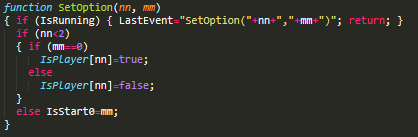 function SetOption(nn, mm)
{ if (IsRunning) { LastEvent="SetOption("+nn+","+mm+")"; return; }
if (nn<2)
{ if (mm==0)
IsPlayer[nn]=true;
else
IsPlayer[nn]=false;
}
else IsStart0=mm;
}